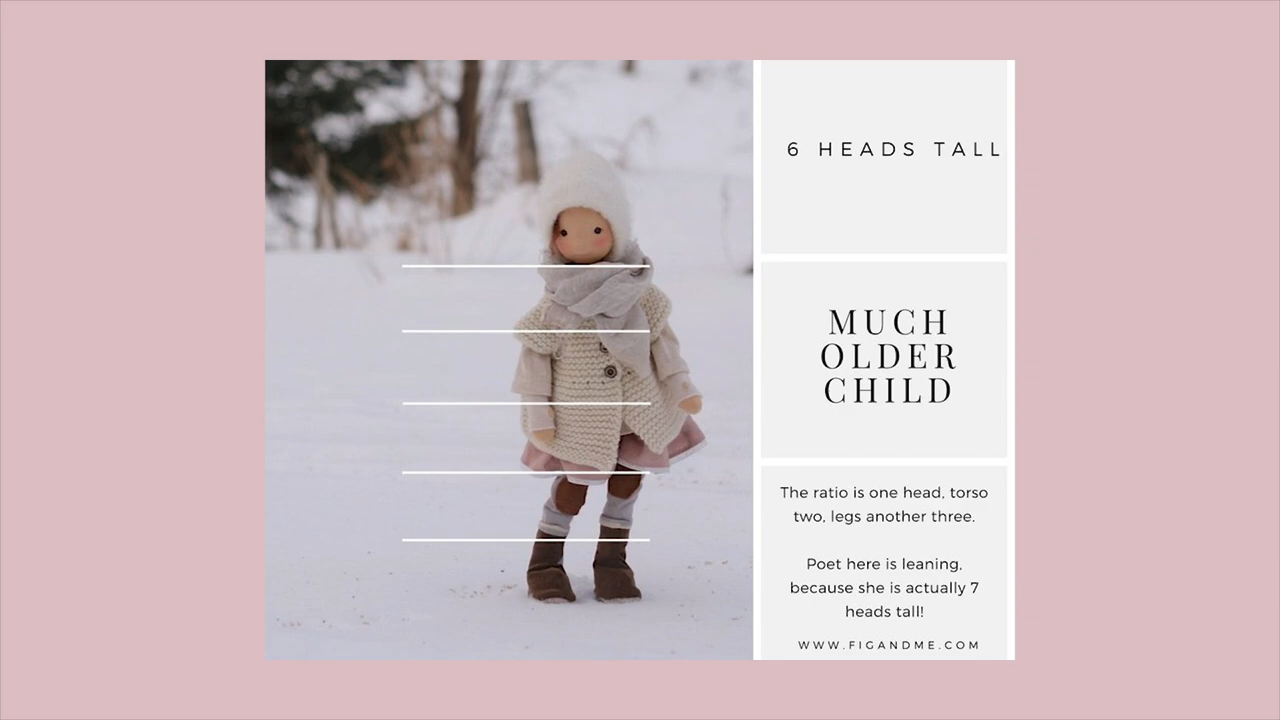 6 HEADS TALL
MUCH
OLDER
CHILD
The ratio is one head, torso
two, legs another three.
Poet here is leaning,
because she is actually 7
heads tall!
WWW.FIGANDME.COM